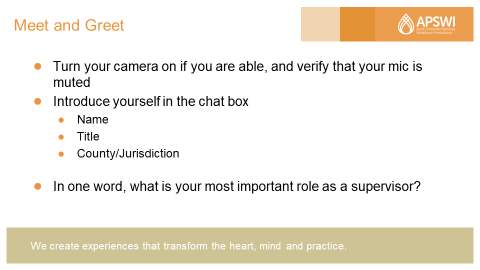 Meet and Greet
APSWI
Turn your camera on if you are able, and verify that your mic is
muted
Introduce yourself in the chat box
Name
Title
County/Jurisdiction
In one word, what is your most important role as a supervisor?
We create experiences that transform the heart, mind and practice.